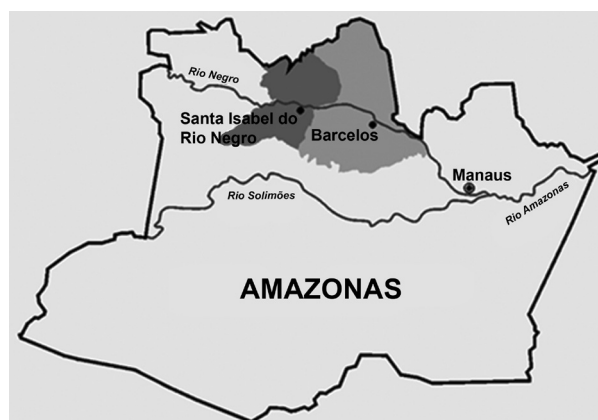 Rio Negro
Santa Isabel do
Rio Negro
Barcelos
Manaus
Rio Solimões
Rio Amazonas
AMAZONAS